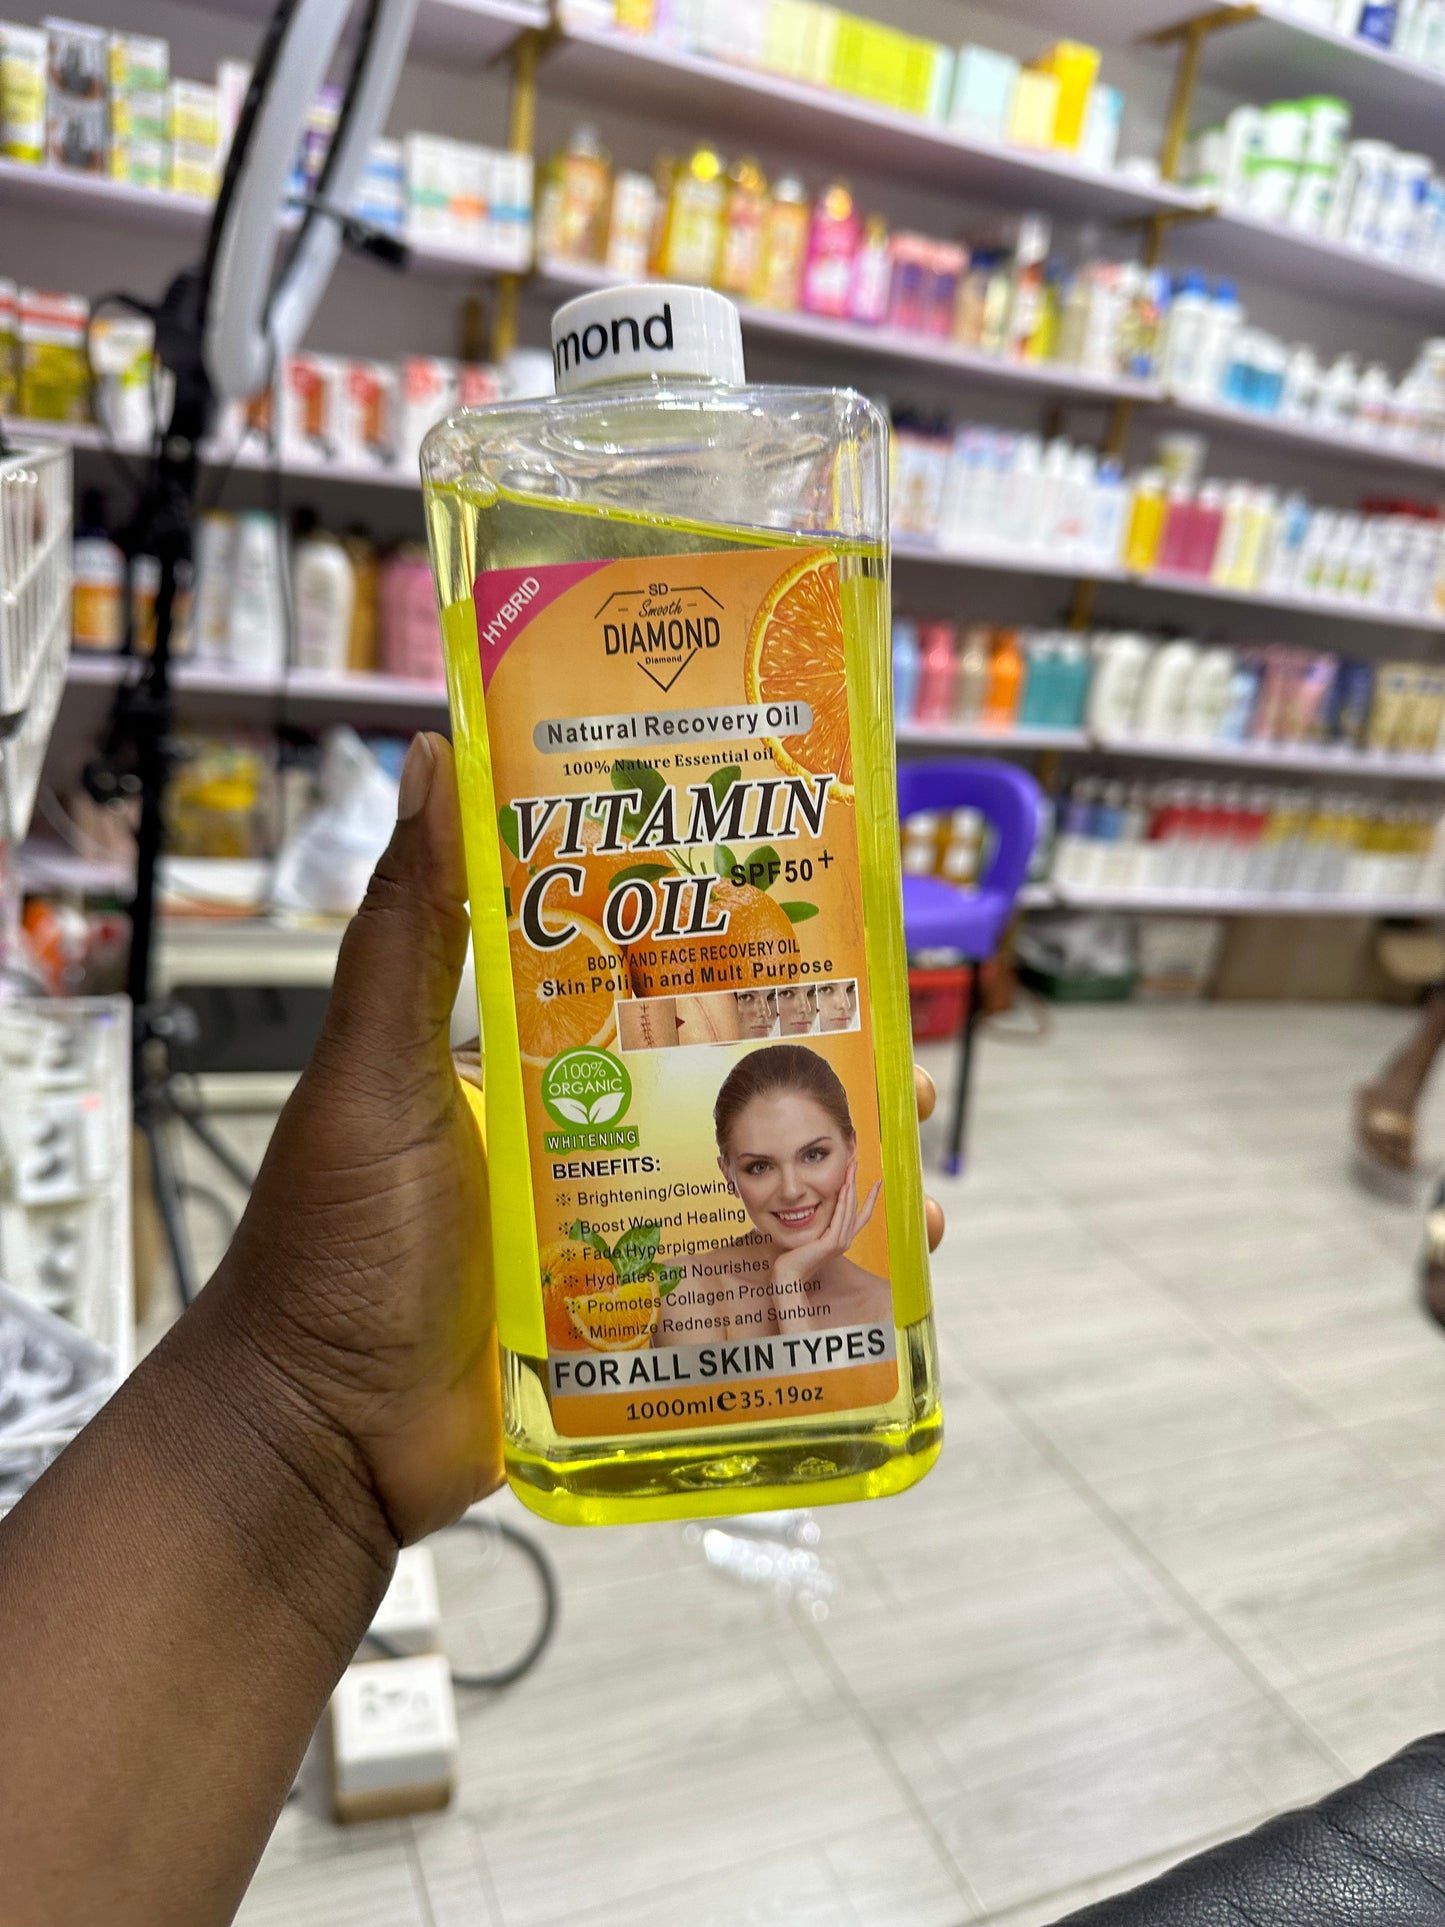 mond
HYBRID
SD
Smooth
DIAMOND
Diamond
Natural Recovery Oil
100% Nature Essential oil
VITAMIN
C OIL SPF50+
BODY AND FACE RECOVERY OIL
Skin Polish and Mult Purpose
100%
ORGANIC
WHITENING
BENEFITS:
Brightening/Glowing
Boost Wound Healing
Fade Hyperpigmentation
Hydrates and Nourishes
Promotes Collagen Production
Minimize Redness and Sunburn
FOR ALL SKIN TYPES
1000ml℮35.19oz